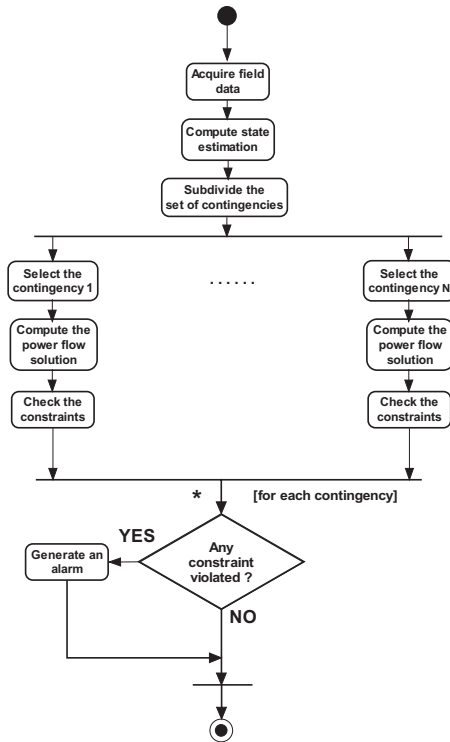 Acquire field
data
Compute state
estimation
Subdivide the
set of contingencies
Select the
contingency 1
......
Select the
contingency N
Compute the
power flow
solution
Compute the
power flow
solution
Check the
constraints
Check the
constraints
*
[for each contingency]
YES
Generate an
alarm
Any
constraint
violated ?
NO